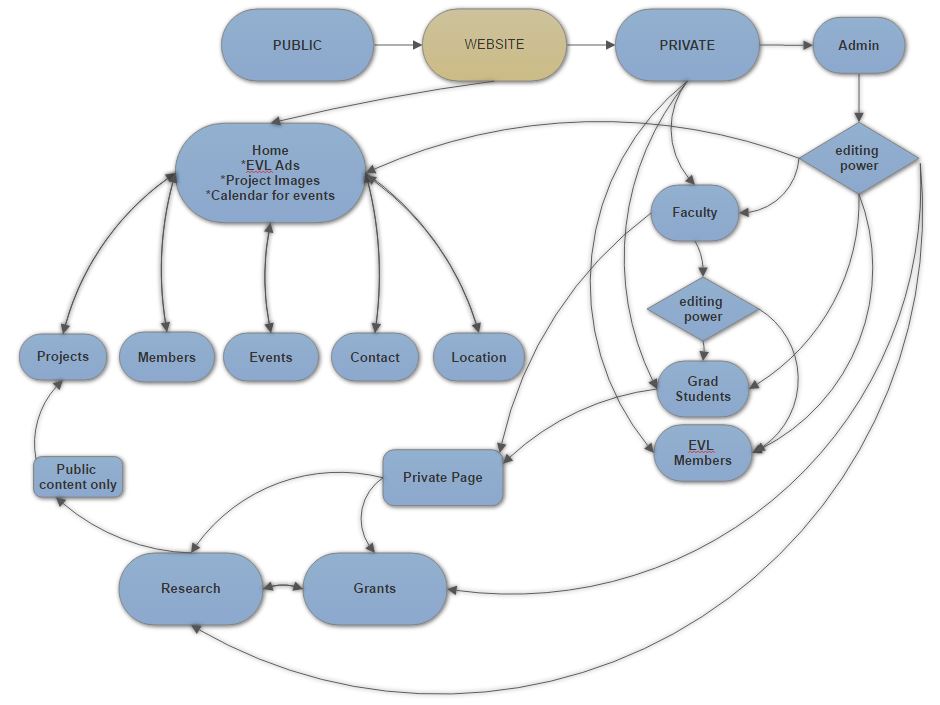 PUBLIC
WEBSITE
PRIVATE
Admin
Home
*EVL Ads
*Project Images
*Calendar for events
editing
power
Faculty
editing
power
Projects
Members
Events
Contact
Location
Grad
Students
EVL
Members
Public
content only
Private Page
Research
Grants